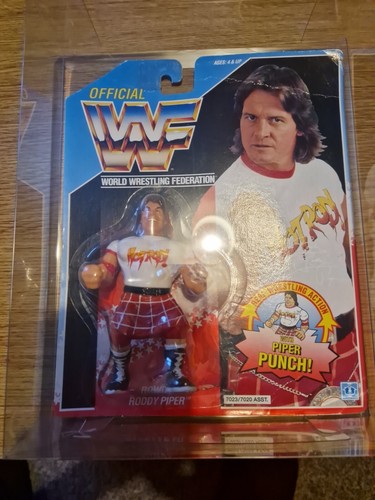 OFFICIAL
AGES: 4 & UP
WWF
WORLD WRESTLING FEDERATION
HOT ROD
HOT ROD
REAL WRESTLING ACTION
WITH
PIPER
PUNCH!
RODDY PIPER
7023/7020 ASST.